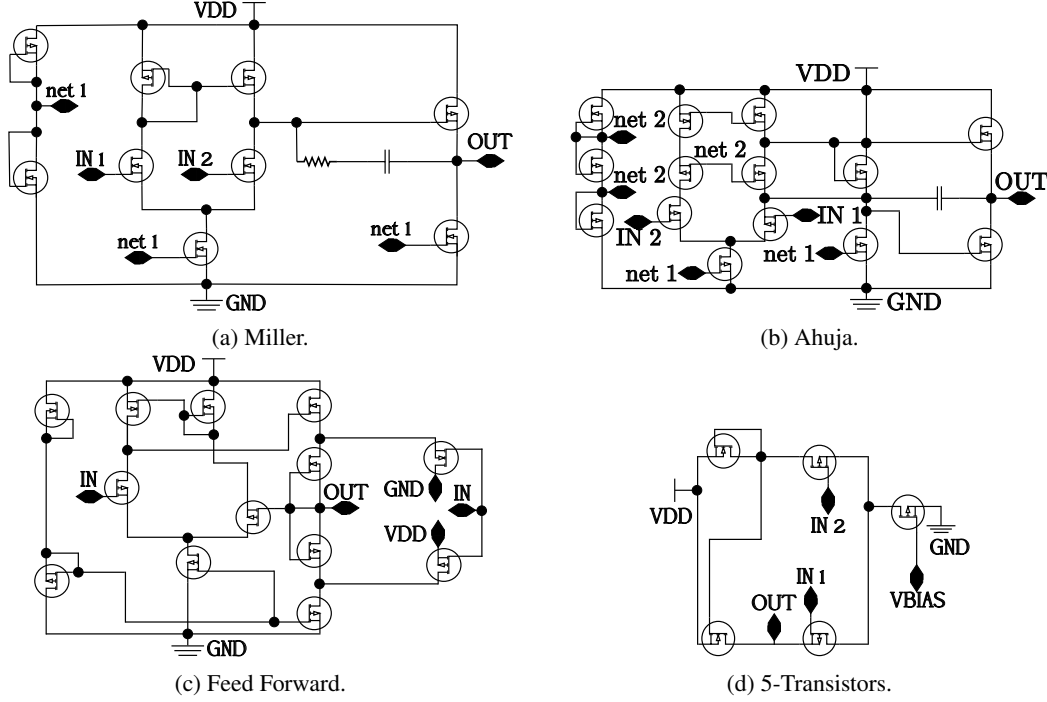 VDD
net 1
OUT
IN 1
IN 2
net 1
net 1
GND
(a) Miller.
VDD
net 2
net 2
net 2
OUT
IN 1
IN 2
net 1
net 1
GND
(b) Ahuja.
VDD
IN
GND
IN
OUT
VDD
GND
(c) Feed Forward.
VDD
IN 2
GND
IN 1
OUT
VBIAS
(d) 5-Transistors.